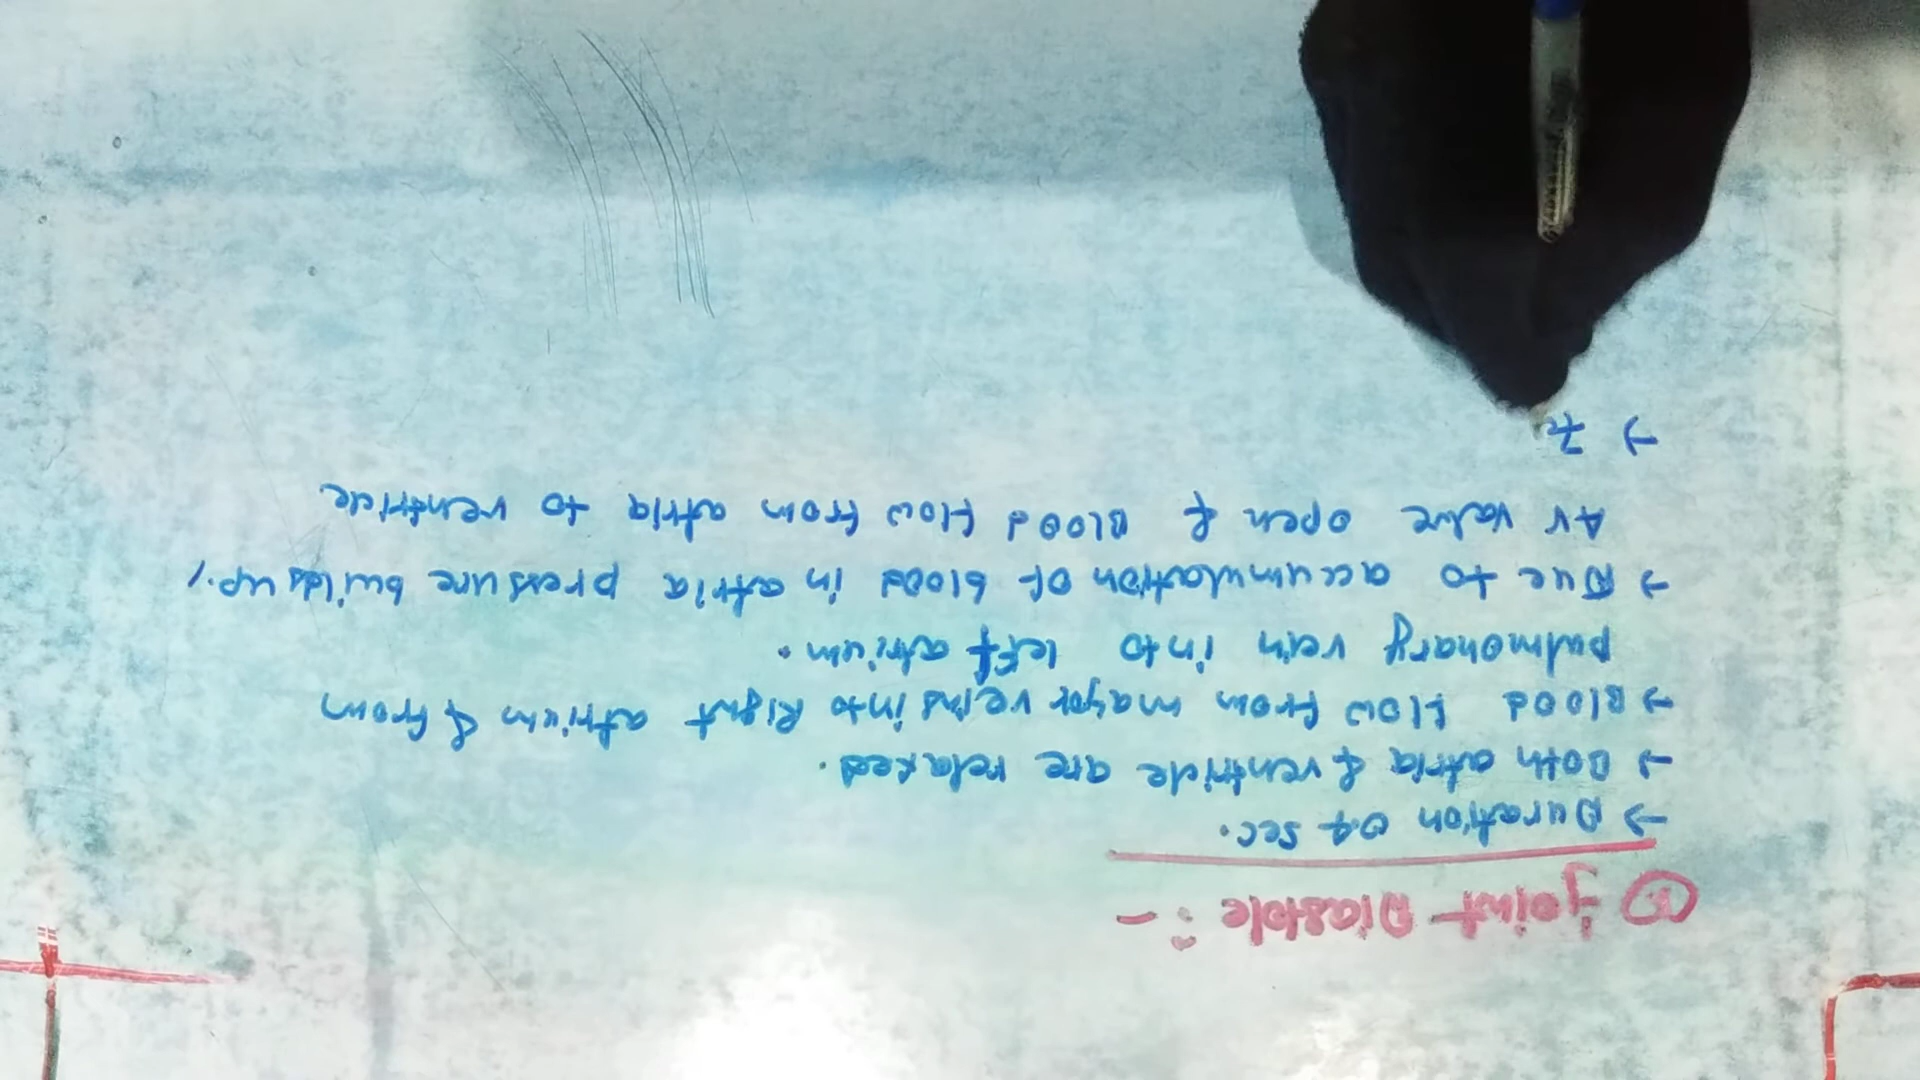 ③ Joint Diastole :-
→ Duration 0.4 sec.
→ Both atria & ventricle are relaxed.
→ Blood flow from major veins into Right atrium & from
pulmonary vein into left atrium.
→ Due to accumulation of blood in atria pressure builds up,
AV valve open & Blood flow from atria to ventricle
→